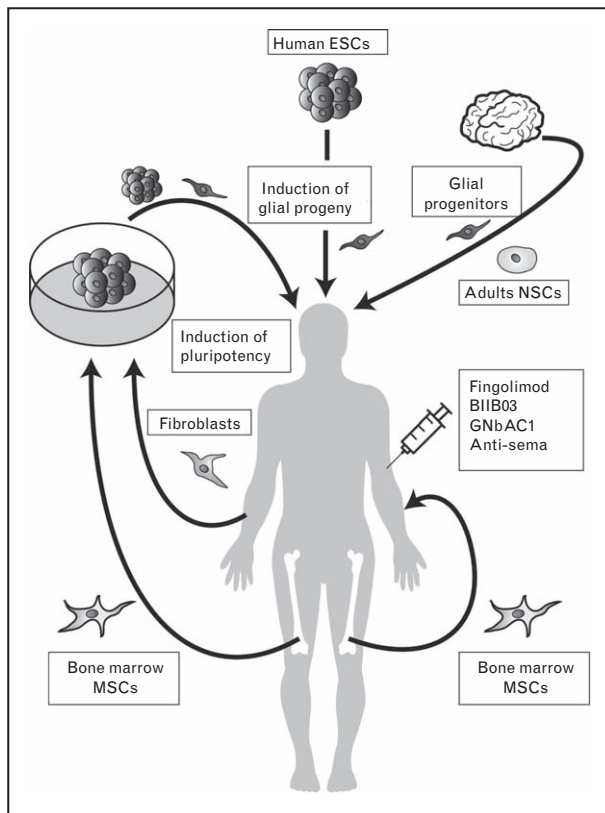 Human ESCs
Induction of
glial progeny
Glial
progenitors
Adults NSCs
Induction of
pluripotency
Fibroblasts
Fingolimod
BIIB03
GNbAC1
Anti-sema
Bone marrow
MSCs
Bone marrow
MSCs